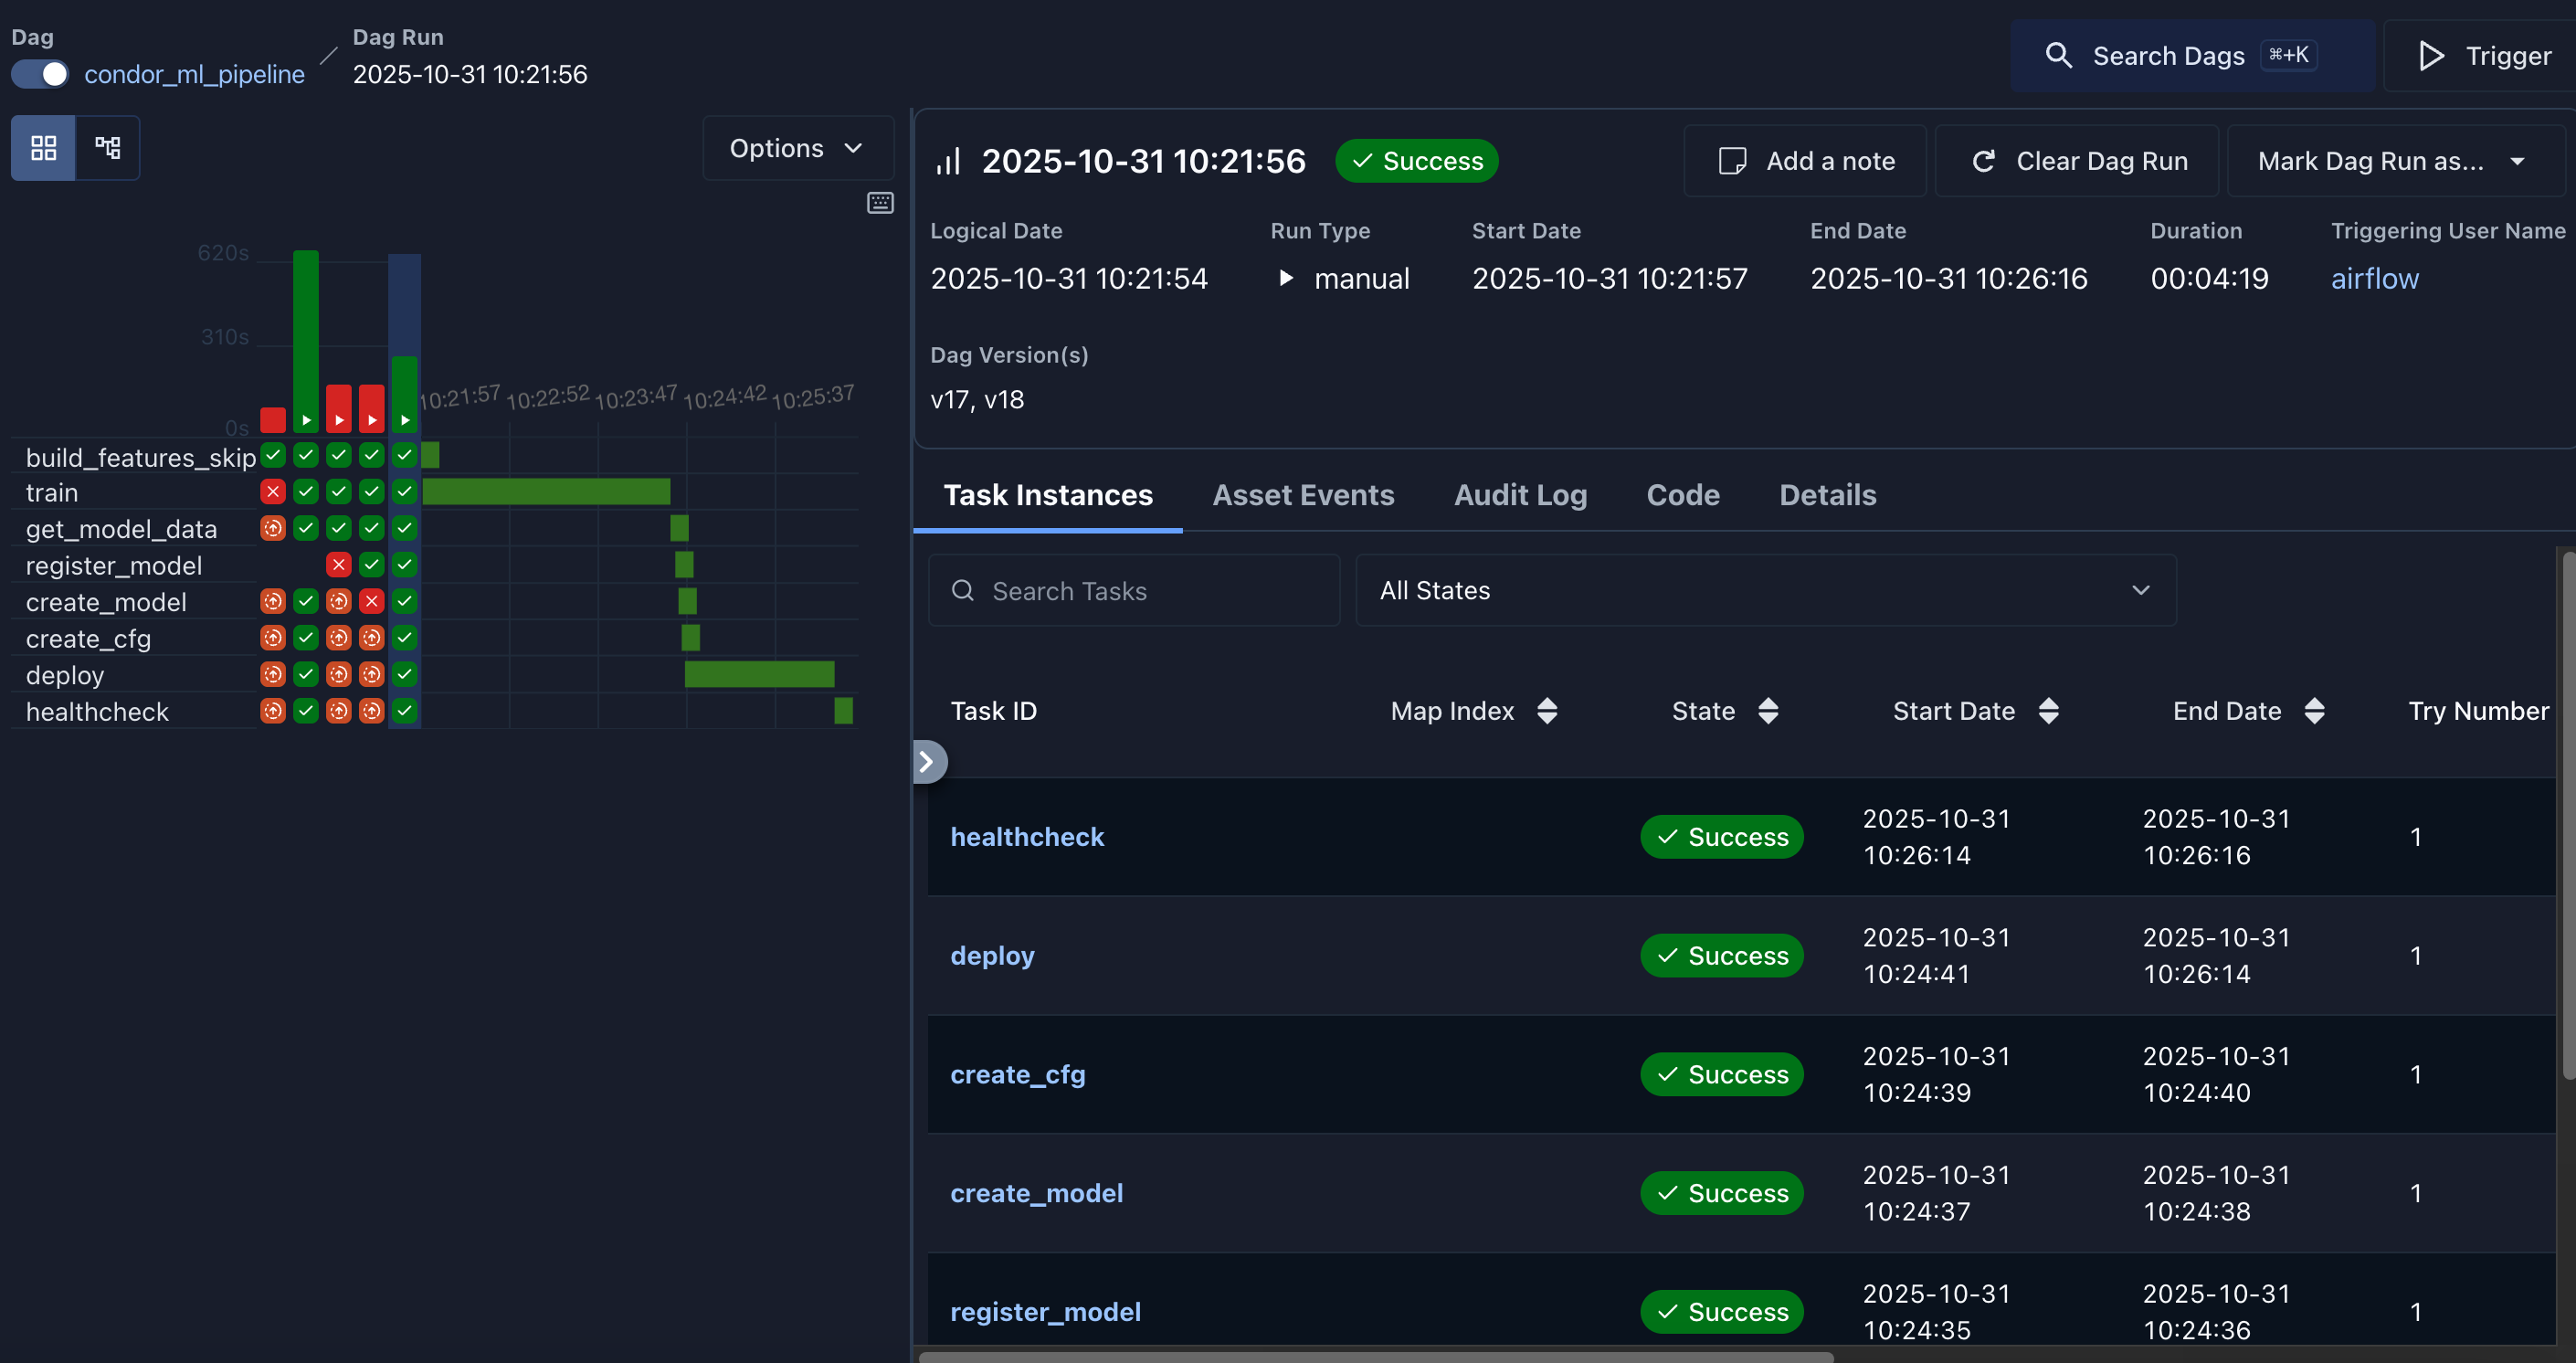 Dag
condor_ml_pipeline
Dag Run
2025-10-31 10:21:56
Search Dags ⌘+K
Trigger
Options
620s
310s
0s
10:21:57 10:22:52 10:23:47 10:24:42 10:25:37
build_features_skip
train
get_model_data
register_model
create_model
create_cfg
deploy
healthcheck
2025-10-31 10:21:56 Success
Add a note
Clear Dag Run
Mark Dag Run as...
Logical Date Run Type Start Date End Date Duration Triggering User Name
2025-10-31 10:21:54 manual 2025-10-31 10:21:57 2025-10-31 10:26:16 00:04:19 airflow
Dag Version(s)
v17, v18
Task Instances Asset Events Audit Log Code Details
Search Tasks
All States
Task ID Map Index State Start Date End Date Try Number
healthcheck Success 2025-10-31 10:26:14 2025-10-31 10:26:16 1
deploy Success 2025-10-31 10:24:41 2025-10-31 10:26:14 1
create_cfg Success 2025-10-31 10:24:39 2025-10-31 10:24:40 1
create_model Success 2025-10-31 10:24:37 2025-10-31 10:24:38 1
register_model Success 2025-10-31 10:24:35 2025-10-31 10:24:36 1